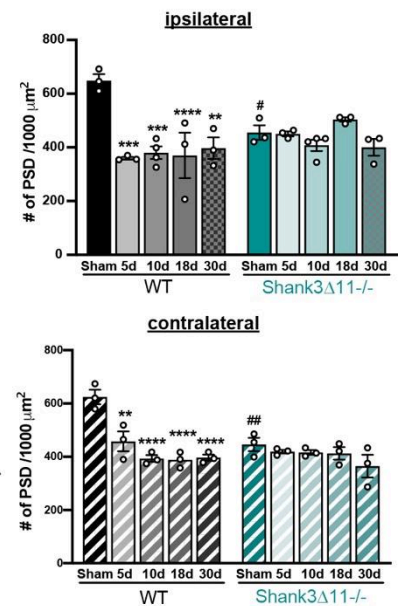 ipsilateral
# of PSD /1000 µm²
800
600
400
200
0
*** *** **** ** #
Sham 5d 10d 18d 30d Sham 5d 10d 18d 30d
WT Shank3Δ11-/-
contralateral
# of PSD /1000 µm²
800
600
400
200
0
** **** **** **** ##
Sham 5d 10d 18d 30d Sham 5d 10d 18d 30d
WT Shank3Δ11-/-